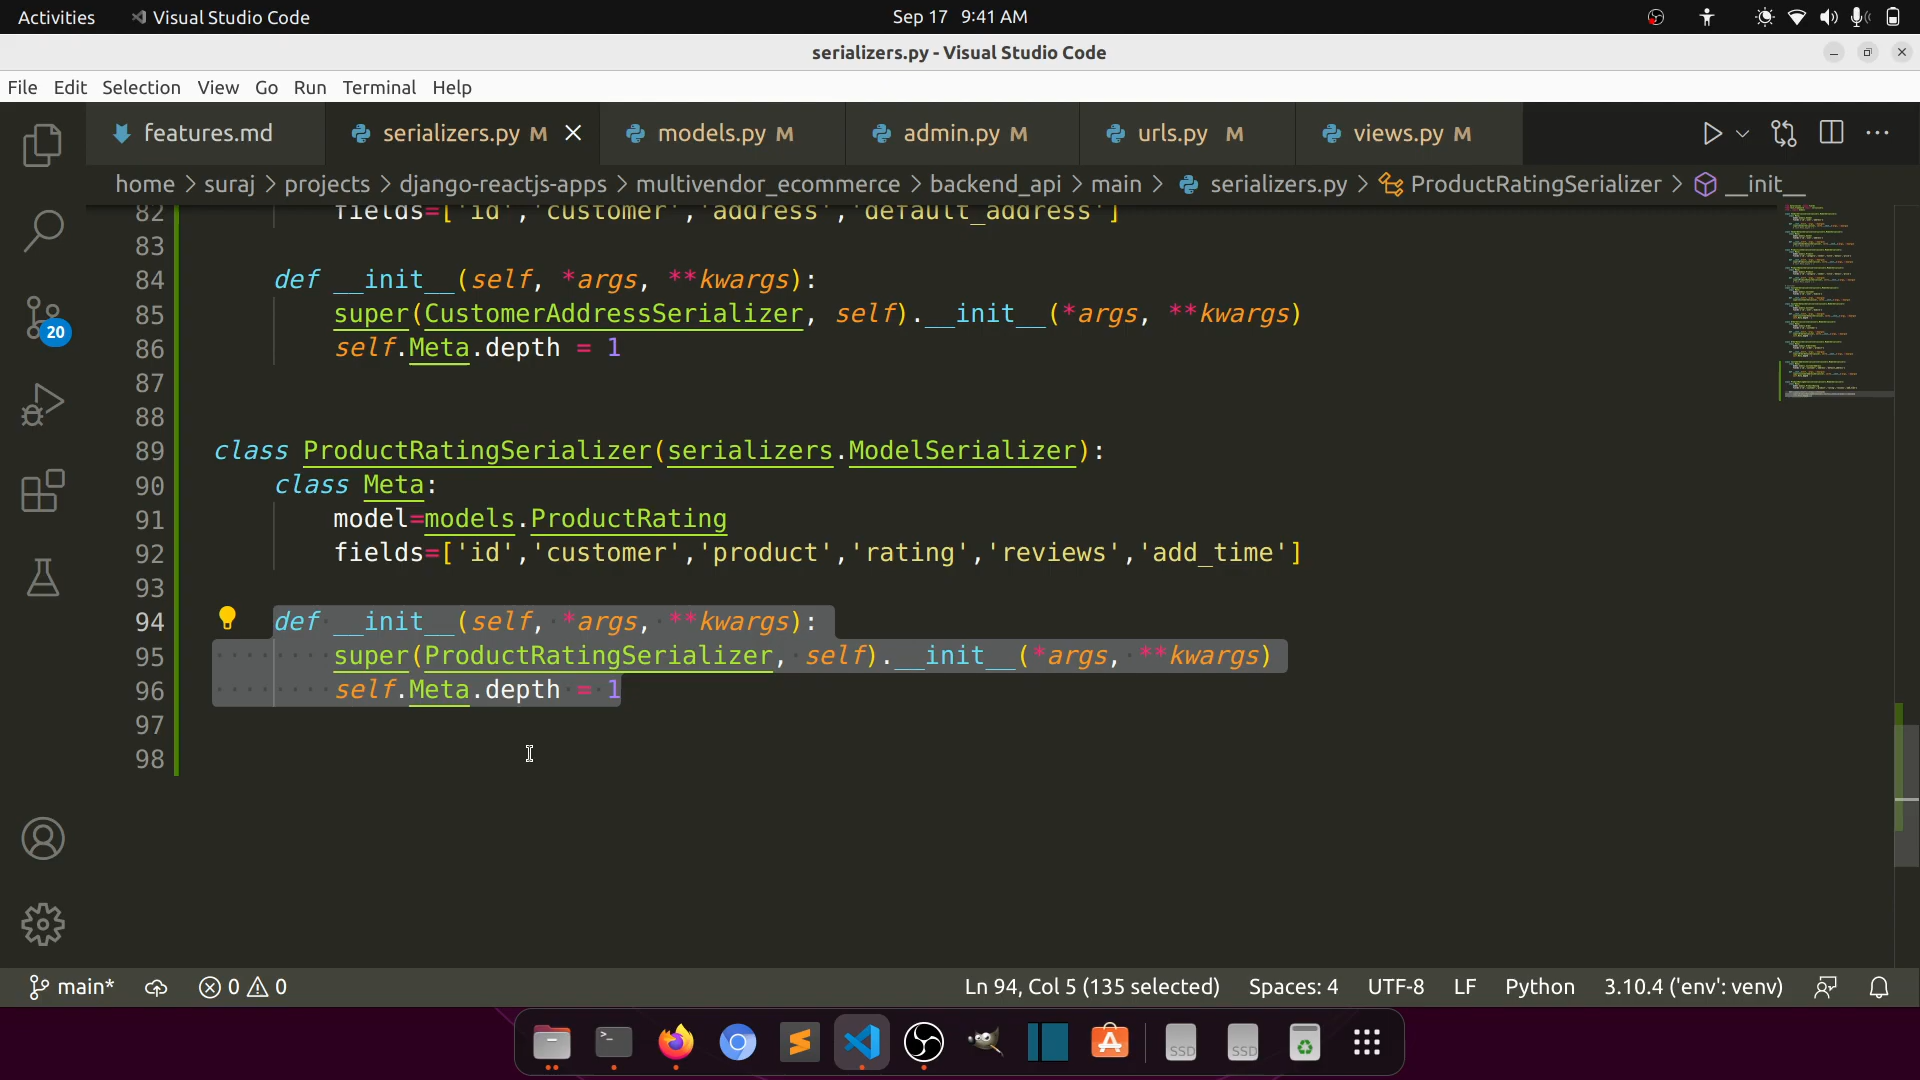 Activities
Visual Studio Code
Sep 17 9:41 AM
serializers.py - Visual Studio Code
File Edit Selection View Go Run Terminal Help
features.md
serializers.py M
models.py M
admin.py M
urls.py M
views.py M
home > suraj > projects > django-reactjs-apps > multivendor_ecommerce > backend_api > main > serializers.py > ProductRatingSerializer > __init__
82 fields=['id','customer','address','default_address']
83
84 def __init__(self, *args, **kwargs):
85 super(CustomerAddressSerializer, self).__init__(*args, **kwargs)
86 self.Meta.depth = 1
87
88
89 class ProductRatingSerializer(serializers.ModelSerializer):
90 class Meta:
91 model=models.ProductRating
92 fields=['id','customer','product','rating','reviews','add_time']
93
94 def __init__(self, *args, **kwargs):
95 super(ProductRatingSerializer, self).__init__(*args, **kwargs)
96 self.Meta.depth = 1
97
98
20
main* 0 0 Ln 94, Col 5 (135 selected) Spaces: 4 UTF-8 LF Python 3.10.4 ('env': venv)
SSD
SSD